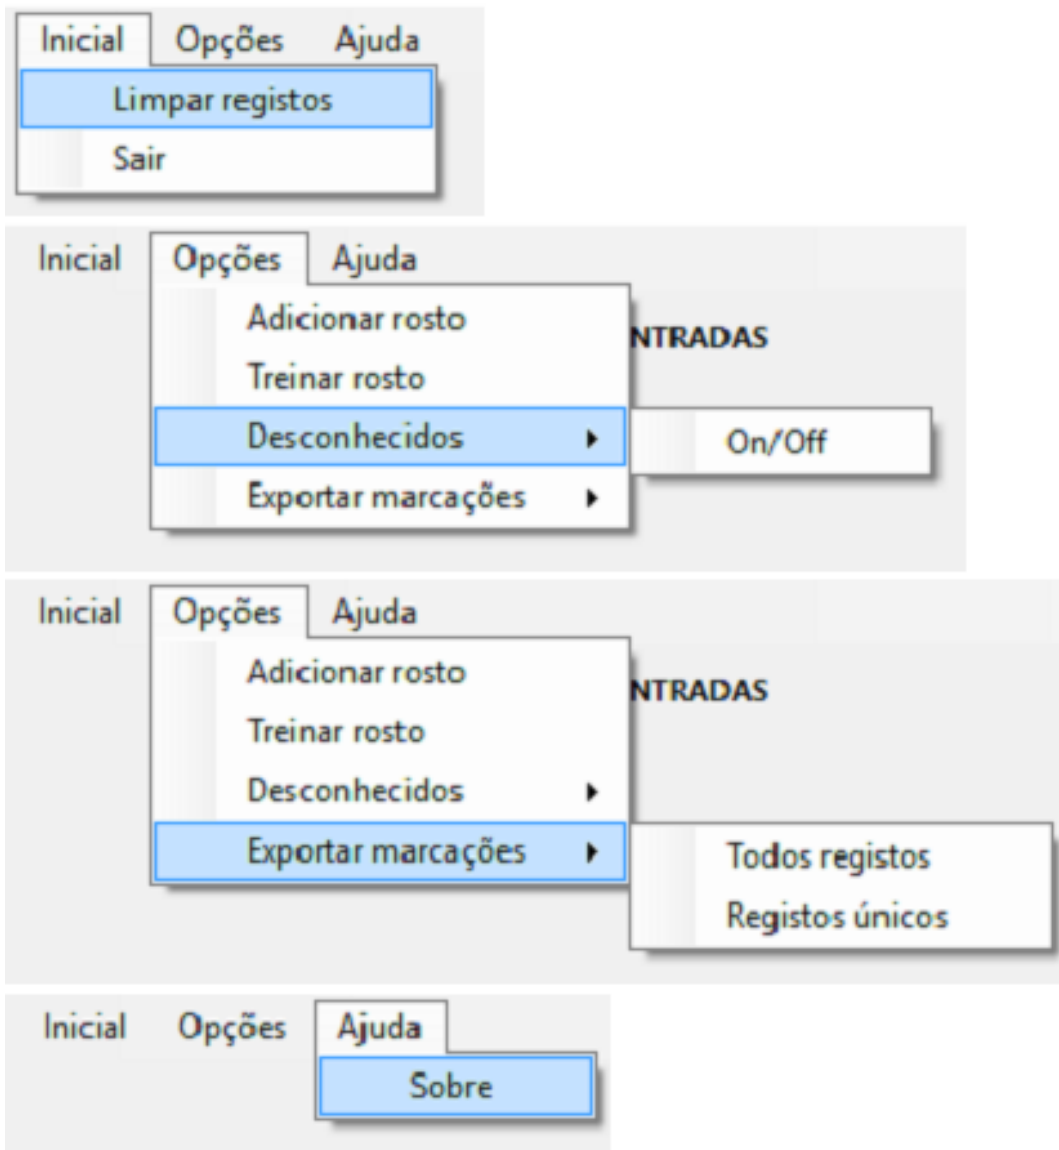 Inicial Opções Ajuda
Limpar registos
Sair
Inicial Opções Ajuda
Adicionar rosto
NTRADAS
Treinar rosto
Desconhecidos On/Off
Exportar marcações
Inicial Opções Ajuda
Adicionar rosto
NTRADAS
Treinar rosto
Desconhecidos
Exportar marcações Todos registos
Registos únicos
Inicial Opções Ajuda
Sobre